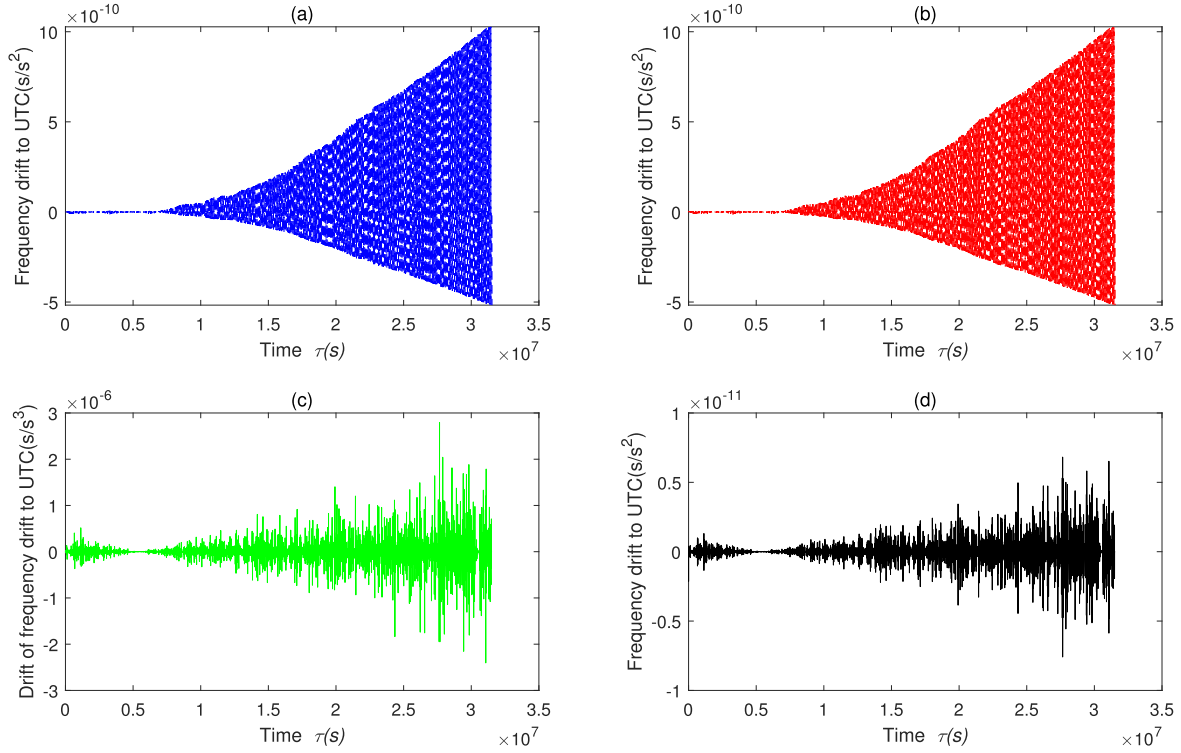 (a)
×10-10
Frequency drift to UTC(s/s2)
10
5
0
-5
0 0.5 1 1.5 2 2.5 3 3.5
Time τ(s)
×107
(b)
×10-10
Frequency drift to UTC(s/s2)
10
5
0
-5
0 0.5 1 1.5 2 2.5 3 3.5
Time τ(s)
×107
(c)
×10-6
Drift of frequency drift to UTC(s/s3)
3
2
1
0
-1
-2
-3
0 0.5 1 1.5 2 2.5 3 3.5
Time τ(s)
×107
(d)
×10-11
Frequency drift to UTC(s/s2)
1
0.5
0
-0.5
-1
0 0.5 1 1.5 2 2.5 3 3.5
Time τ(s)
×107